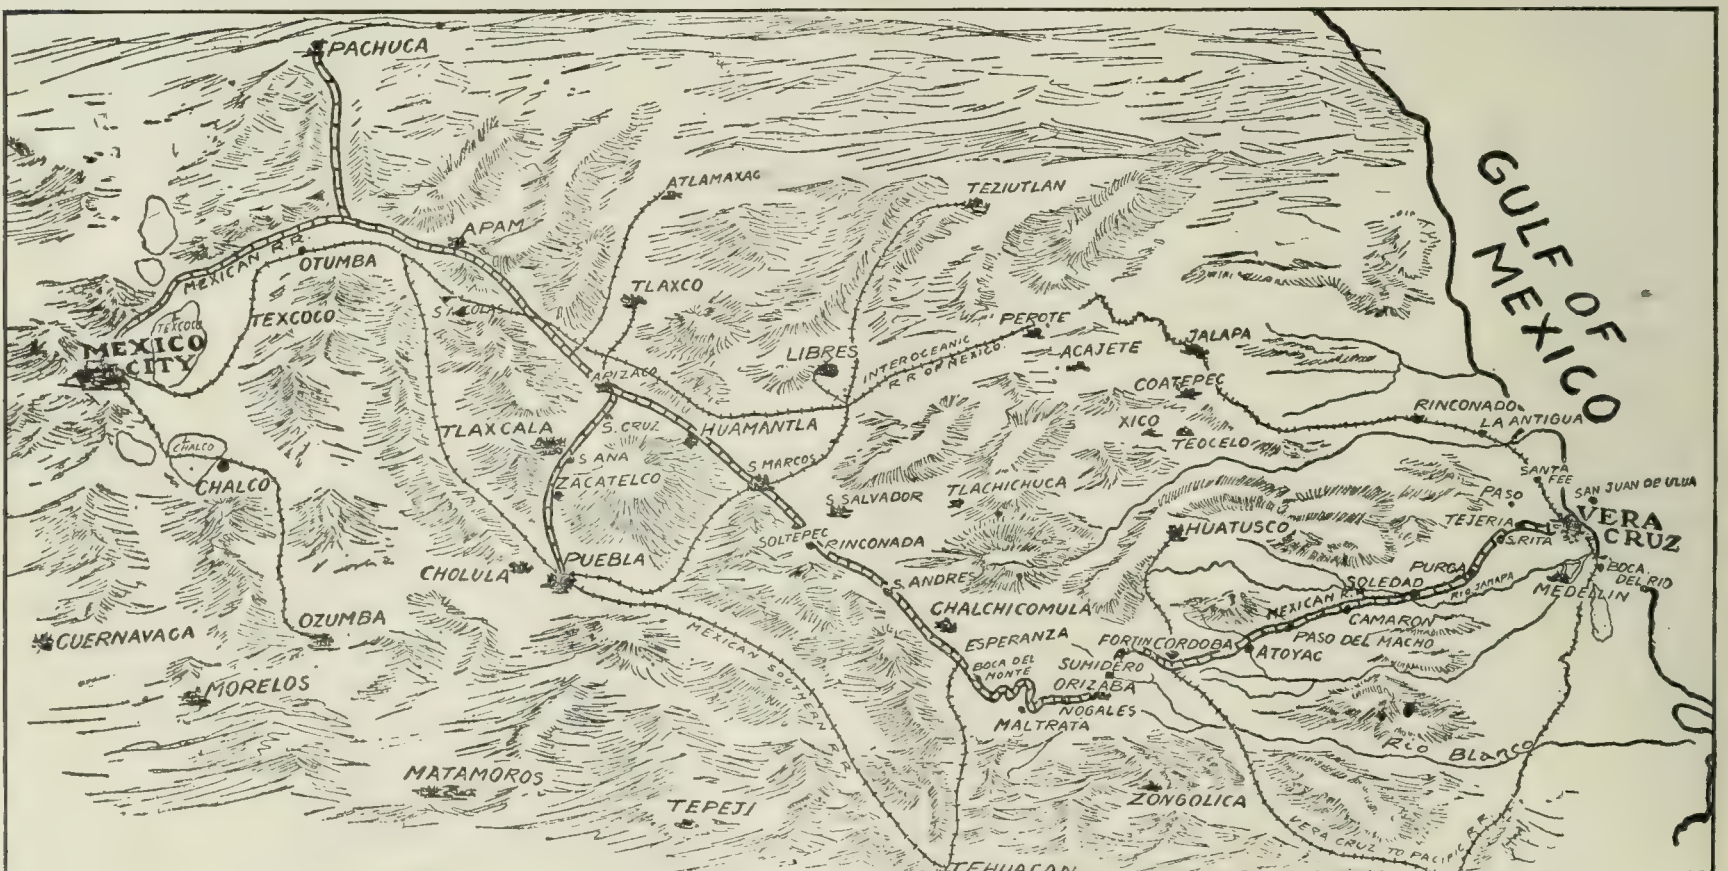 PACHUCA
ATLAMAXAC
TEZIUTLAN
GULF OF
MEXICO
APAM
MEXICAN R.R.
OTUMBA
TLAXCO
S NICOLAS
TEXCOCO
L TEXCOCO
MEXICO
CITY
PEROTE
ACAJETE
JALAPA
LIBRES
INTEROCEANIC
R R OF MEXICO
APIZACO
COATEPEC
XICO
TEOCELO
RINCONADO
LA ANTIGUA
TLAXCALA
S. CRUZ
HUAMANTLA
L CHALCO
CHALCO
S ANA
ZACATELCO
S MARCOS
S SALVADOR
TLACHICHUCA
SANTA
FEE
PASO
SAN JUAN DE ULUA
VERA
CRUZ
TEJERIA
S. RITA
HUATUSCO
SOLTEPEC
RINCONADA
CHOLULA
PUEBLA
S. ANDRES
PURGA
BOCA.
DEL RIO
MEDELLIN
SOLEDAD
RIO JAMAPA
MEXICAN R.R.
CAMARON
CHALCHICOMULA
OZUMBA
CUERNAVACA
MEXICAN SOUTHERN R R
ESPERANZA
BOCA DEL
MONTE
FORTIN
CORDOBA
PASO DEL MACHO
ATOYAC
SUMIDERO
ORIZABA
NOGALES
MALTRATA
MORELOS
RIO BLANCO
MATAMOROS
TEPEJI
ZONGOLICA
VERA CRUZ TO PACIFIC R.R.
TEHUACAN